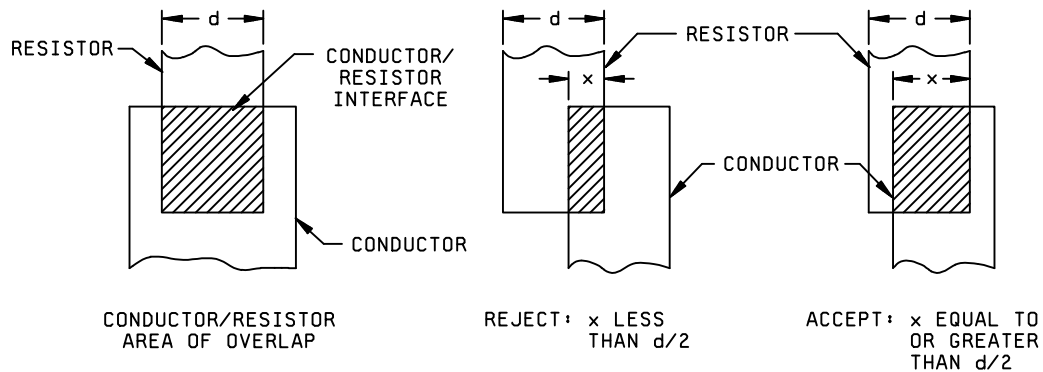 d
RESISTOR
CONDUCTOR/
RESISTOR
INTERFACE
CONDUCTOR
CONDUCTOR/RESISTOR
AREA OF OVERLAP
d
RESISTOR
x
CONDUCTOR
REJECT: x LESS
THAN d/2
d
x
ACCEPT: x EQUAL TO
OR GREATER
THAN d/2